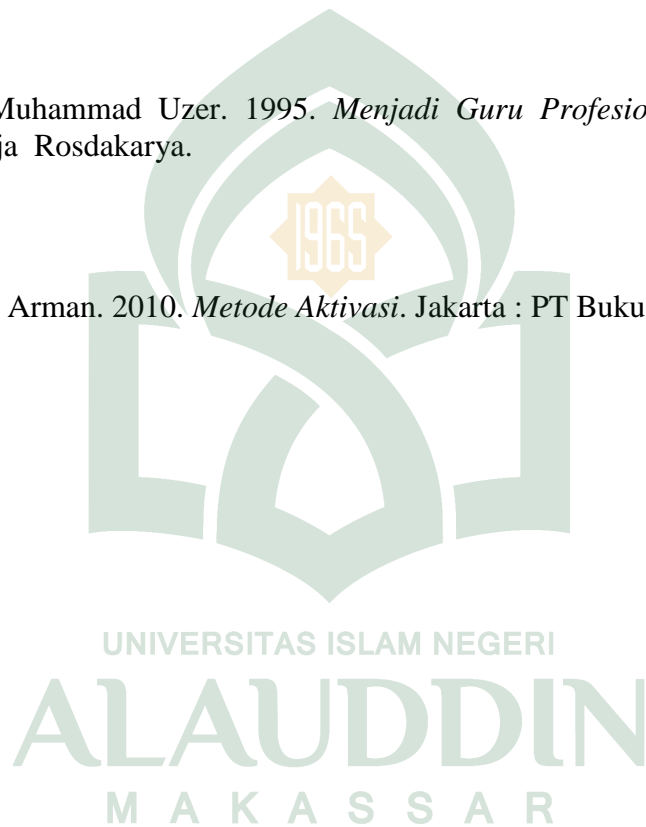 Muhammad Uzer. 1995. Menjadi Guru Profesio
ja Rosdakarya.
1965
Arman. 2010. Metode Aktivasi. Jakarta : PT Buku
UNIVERSITAS ISLAM NEGERI
ALAUDDIN
MAKASSAR